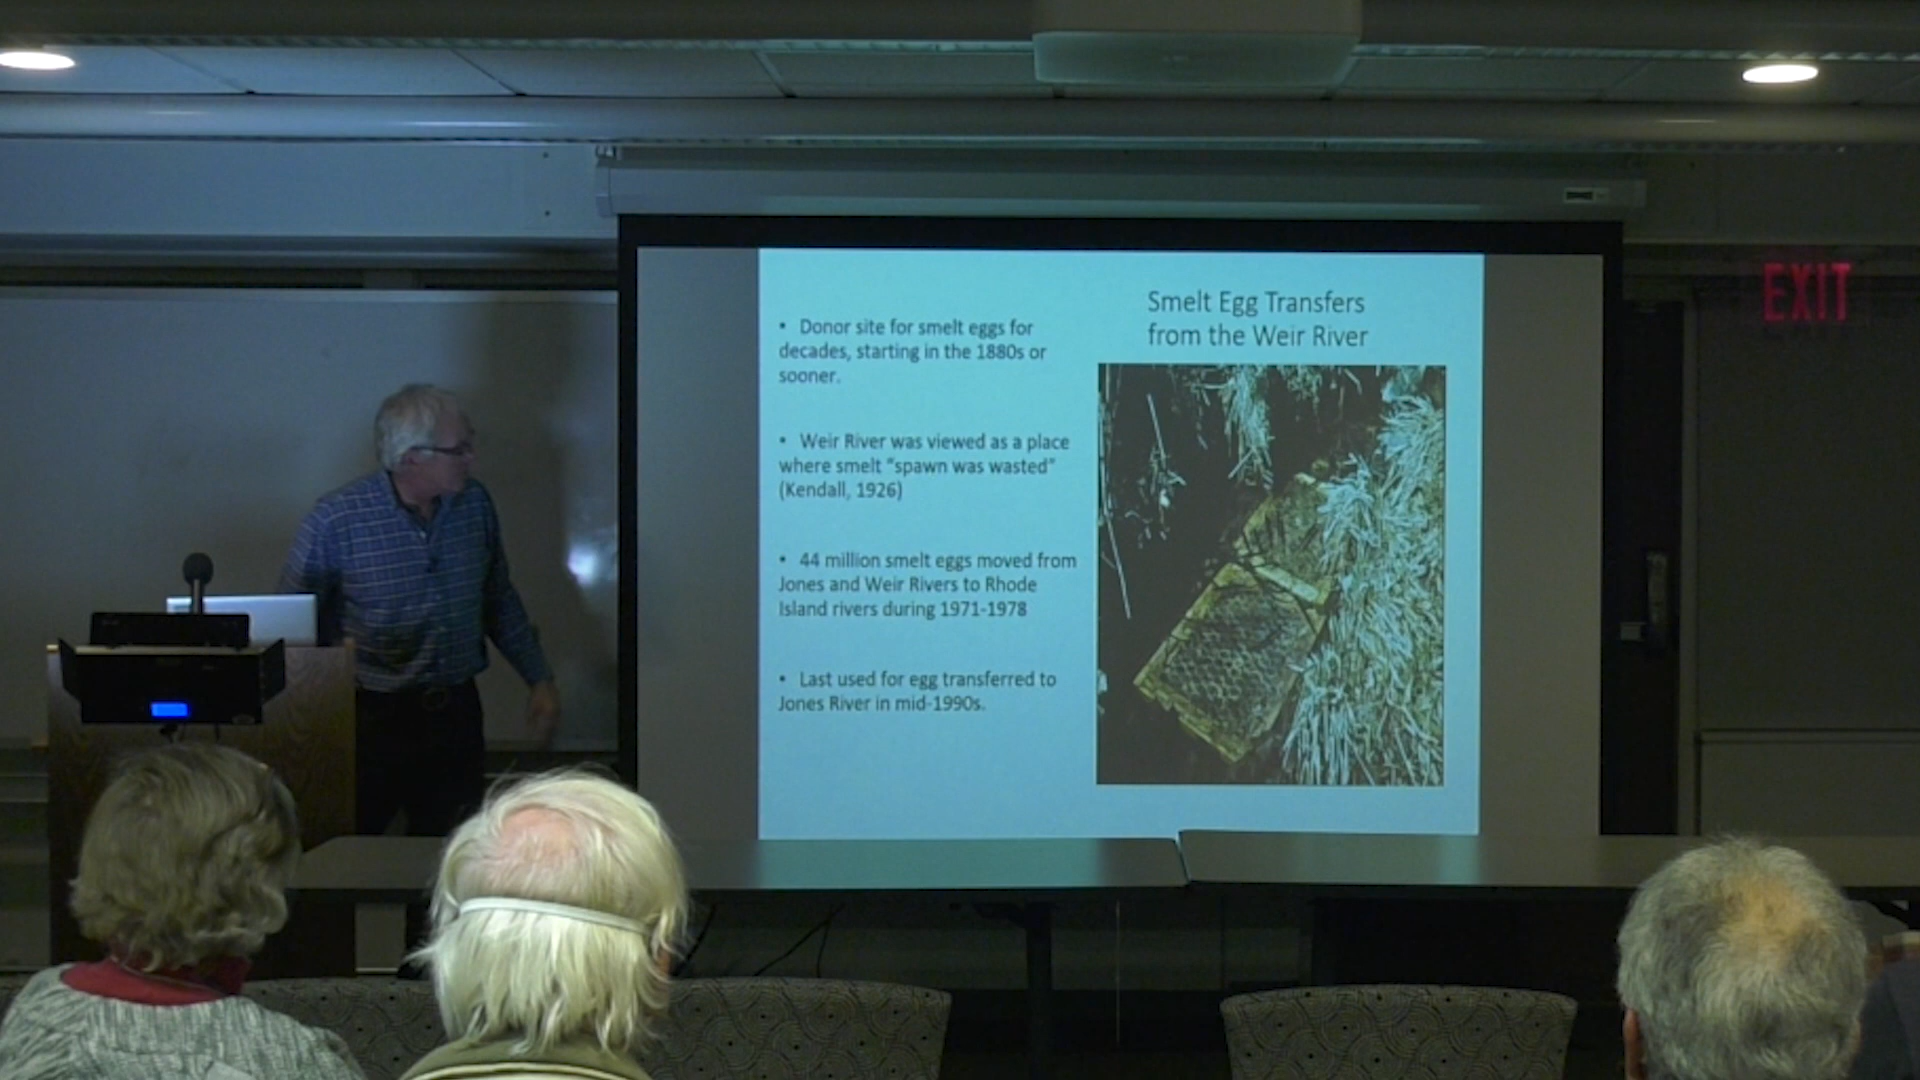 Smelt Egg Transfers
from the Weir River
• Donor site for smelt eggs for
decades, starting in the 1880s or
sooner.
• Weir River was viewed as a place
where smelt “spawn was wasted”
(Kendall, 1926)
• 44 million smelt eggs moved from
Jones and Weir Rivers to Rhode
Island rivers during 1971-1978
• Last used for egg transferred to
Jones River in mid-1990s.
EXIT